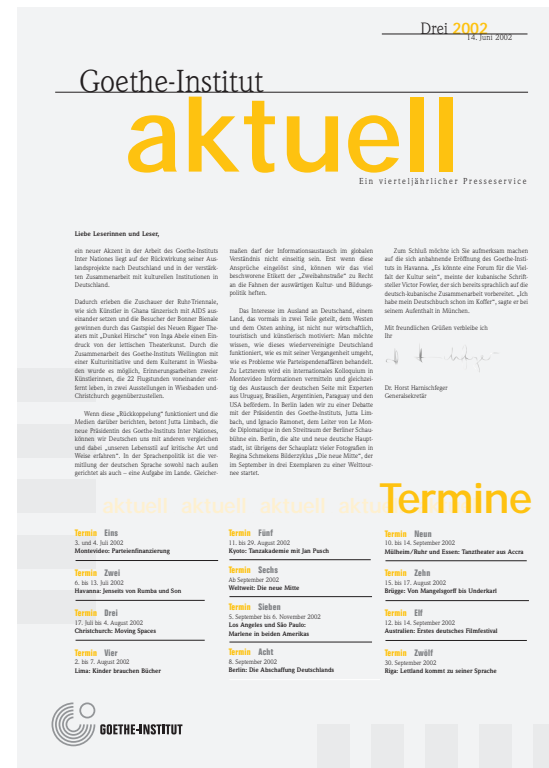 Drei 2002
14. Juni 2002
Goethe-Institut
aktuell
Ein vierteljährlicher Presseservice
Liebe Leserinnen und Leser,
ein neuer Akzent in der Arbeit des Goethe-Instituts
Inter Nationes liegt auf der Rückwirkung seiner Aus-
landsprojekte nach Deutschland und in der verstärk-
ten Zusammenarbeit mit kulturellen Institutionen in
Deutschland.
Dadurch erleben die Zuschauer der Ruhr-Triennale,
wie sich Künstler in Ghana tänzerisch mit AIDS aus-
einander setzen und die Besucher der Bonner Bienale
gewinnen durch das Gastspiel des Neuen Rigaer The-
aters mit „Dunkel Hirsche" von Inga Abele einen Ein-
druck von der lettischen Theaterkunst. Durch die
Zusammenarbeit des Goethe-Instituts Wellington mit
einer Kulturinitiative und dem Kulturamt in Wiesba-
den wurde es möglich, Erinnerungsarbeiten zweier
Künstlerinnen, die 22 Flugstunden voneinander ent-
fernt leben, in zwei Ausstellungen in Wiesbaden und-
Christchurch gegenüberzustellen.
Wenn diese „Rückkoppelung" funktioniert und die
Medien darüber berichten, betont Jutta Limbach, die
neue Präsidentin des Goethe-Instituts Inter Nationes,
können wir Deutschen uns mit anderen vergleichen
und dabei „unseren Lebensstil auf kritische Art und
Weise erfahren". In der Sprachenpolitik ist die ver-
mittlung der deutschen Sprache sowohl nach außen
gerichtet als auch – eine Aufgabe im Lande. Gleicher-
maßen darf der Informationsaustausch im globalen
Verständnis nicht einseitig sein. Erst wenn diese
Ansprüche eingelöst sind, können wir das viel
beschworene Etikett der „Zweibahnstraße" zu Recht
an die Fahnen der auswärtigen Kultur- und Bildungs-
politik heften.
Das Interesse im Ausland an Deutschland, einem
Land, das vormals in zwei Teile geteilt, dem Westen
und dem Osten anhing, ist nicht nur wirtschaftlich,
touristisch und künstlerisch motiviert: Man möchte
wissen, wie dieses wiedervereinigte Deutschland
funktioniert, wie es mit seiner Vergangenheit umgeht,
wie es Probleme wie Parteispendenaffären behandelt.
Zu Letzterem wird ein internationales Kolloquium in
Montevideo Informationen vermitteln und gleichzei-
tig den Austausch der deutschen Seite mit Experten
aus Uruguay, Brasilien, Argentinien, Paraguay und den
USA befördern. In Berlin laden wir zu einer Debatte
mit der Präsidentin des Goethe-Instituts, Jutta Lim-
bach, und Ignacio Ramonet, dem Leiter von Le Mon-
de Diplomatique in den Streitraum der Berliner Schau-
bühne ein. Berlin, die alte und neue deutsche Haupt-
stadt, ist übrigens der Schauplatz vieler Fotografien in
Regina Schmekens Bilderzyklus „Die neue Mitte", der
im September in drei Exemplaren zu einer Welttour-
nee startet.
Zum Schluß möchte ich Sie aufmerksam machen
auf die sich anbahnende Eröffnung des Goethe-Insti-
tuts in Havanna. „Es könnte eine Forum für die Viel-
falt der Kultur sein", meinte der kubanische Schrift-
steller Victor Fowler, der sich bereits sprachlich auf die
deutsch-kubanische Zusammenarbeit vorbereitet. „Ich
habe mein Deutschbuch schon im Koffer", sagte er bei
seinem Aufenthalt in München.
Mit freundlichen Grüßen verbleibe ich
Ihr
Dr. Horst Harnischfeger
Generalsekretär
aktuell aktuell aktuell aktu
Termine
Termin Eins
3. und 4. Juli 2002
Montevideo: Parteienfinanzierung
Termin Zwei
6. bis 13. Juli 2002
Havanna: Jenseits von Rumba und Son
Termin Drei
17. Juli bis 4. August 2002
Christchurch: Moving Spaces
Termin Vier
2. bis 7. August 2002
Lima: Kinder brauchen Bücher
Termin Fünf
11. bis 29. August 2002
Kyoto: Tanzakademie mit Jan Pusch
Termin Sechs
Ab September 2002
Weltweit: Die neue Mitte
Termin Sieben
5. September bis 6. November 2002
Los Angeles und São Paulo:
Marlene in beiden Amerikas
Termin Acht
8. September 2002
Berlin: Die Abschaffung Deutschlands
Termin Neun
10. bis 14. September 2002
Mülheim/Ruhr und Essen: Tanztheater aus Accra
Termin Zehn
15. bis 17. August 2002
Brügge: Von Mangelsgorff bis Underkarl
Termin Elf
12. bis 14. September 2002
Australien: Erstes deutsches Filmfestival
Termin Zwölf
30. September 2002
Riga: Lettland kommt zu seiner Sprache
GOETHE-INSTITUT